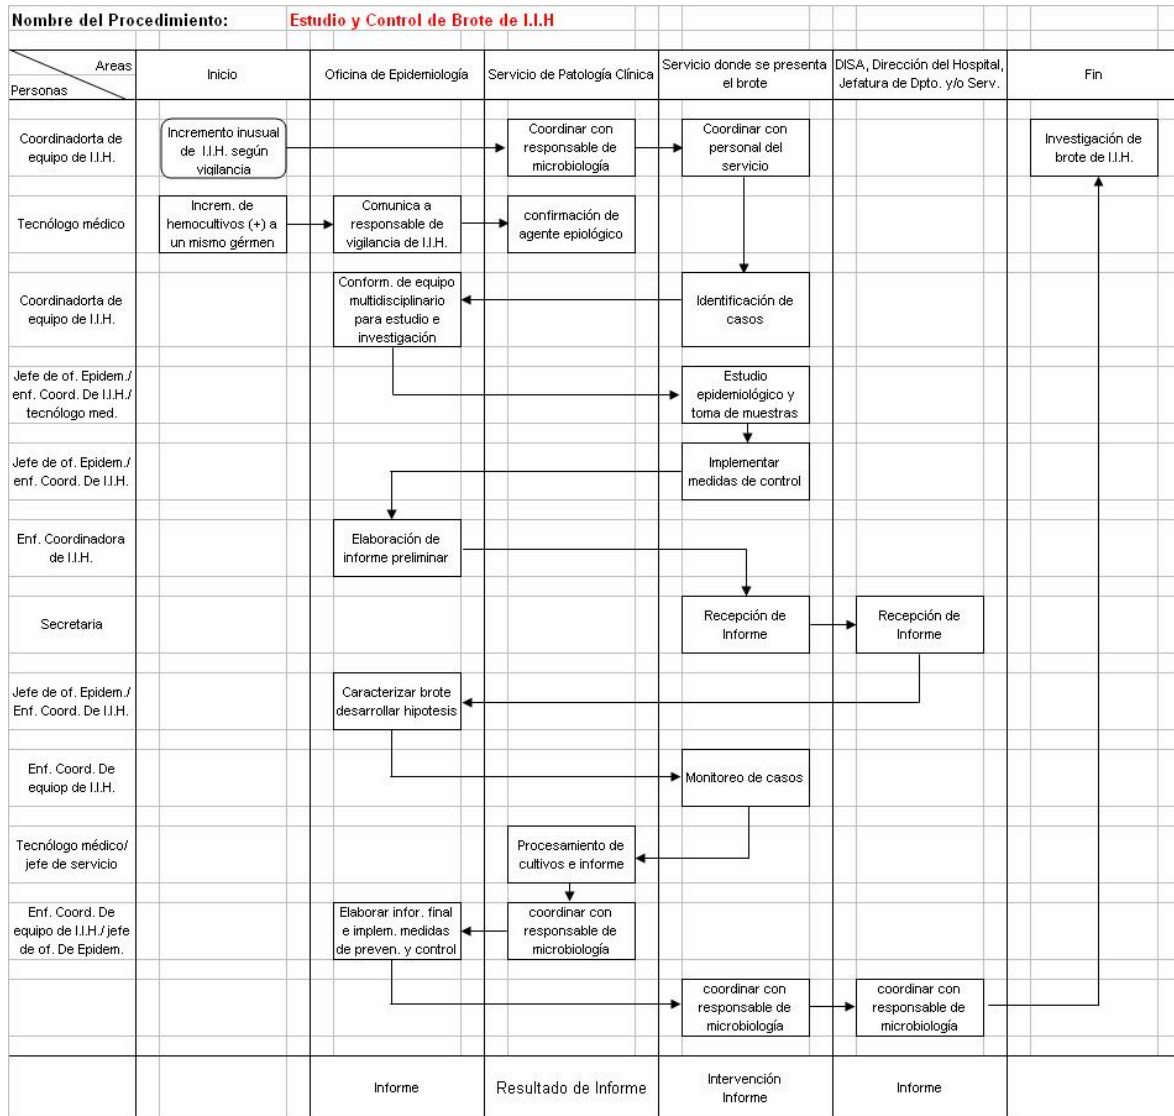 Nombre del Procedimiento: Estudio y Control de Brote de I.I.H
Areas
Personas
Inicio
Oficina de Epidemiología
Servicio de Patología Clínica
Servicio donde se presenta
el brote
DISA, Dirección del Hospital,
Jefatura de Dpto. y/o Serv.
Fin
Coordinadorta de
equipo de I.I.H.
Incremento inusual
de I.I.H. según
vigilancia
Coordinar con
responsable de
microbiología
Coordinar con
personal del
servicio
Investigación de
brote de I.I.H.
Tecnólogo médico
Increm. de
hemocultivos (+) a
un mismo gérmen
Comunica a
responsable de
vigilancia de I.I.H.
confirmación de
agente epiológico
Coordinadorta de
equipo de I.I.H.
Conform. de equipo
multidisciplinario
para estudio e
investigación
Identificación de
casos
Jefe de of. Epidem./
enf. Coord. De I.I.H./
tecnólogo med.
Estudio
epidemiológico y
toma de muestras
Jefe de of. Epidem./
enf. Coord. De I.I.H.
Implementar
medidas de control
Enf. Coordinadora
de I.I.H.
Elaboración de
informe preliminar
Secretaria
Recepción de
Informe
Recepción de
Informe
Jefe de of. Epidem./
Enf. Coord. De I.I.H.
Caracterizar brote
desarrollar hipotesis
Enf. Coord. De
equiop de I.I.H.
Monitoreo de casos
Tecnólogo médico/
jefe de servicio
Procesamiento de
cultivos e informe
Enf. Coord. De
equipo de I.I.H./ jefe
de of. De Epidem.
Elaborar infor. final
e implem. medidas
de preven. y control
coordinar con
responsable de
microbiología
coordinar con
responsable de
microbiología
coordinar con
responsable de
microbiología
Informe
Resultado de Informe
Intervención
Informe
Informe